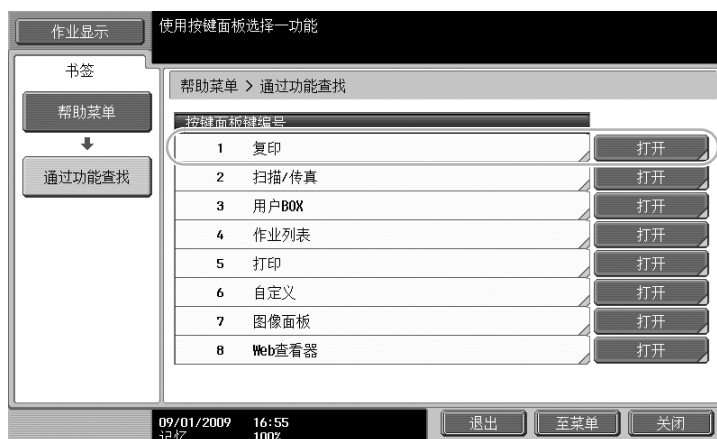 作业显示
使用按键面板选择一功能
书签
帮助菜单
通过功能查找
帮助菜单 > 通过功能查找
按键面板键编号
1 复印 打开
2 扫描/传真 打开
3 用户BOX 打开
4 作业列表 打开
5 打印 打开
6 自定义 打开
7 图像面板 打开
8 Web查看器 打开
09/01/2009 16:55
记忆 100%
退出 至菜单 关闭